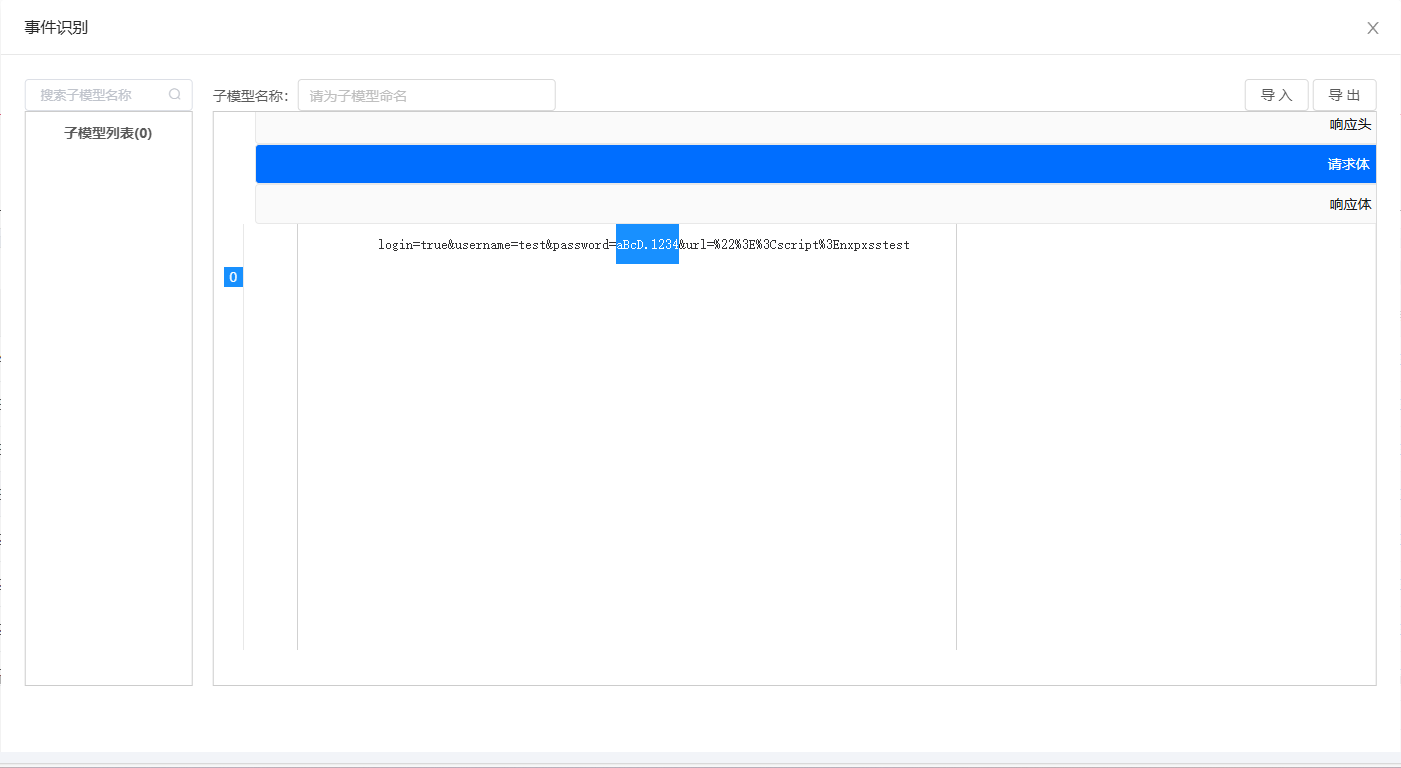 事件识别
搜索子模型名称
子模型名称:
请为子模型命名
导入
导出
子模型列表(0)
响应头
请求体
响应体
login=true&username=test&password=aBcD.1234&url=%22%3E%3Cscript%3Enxpxsstest
0